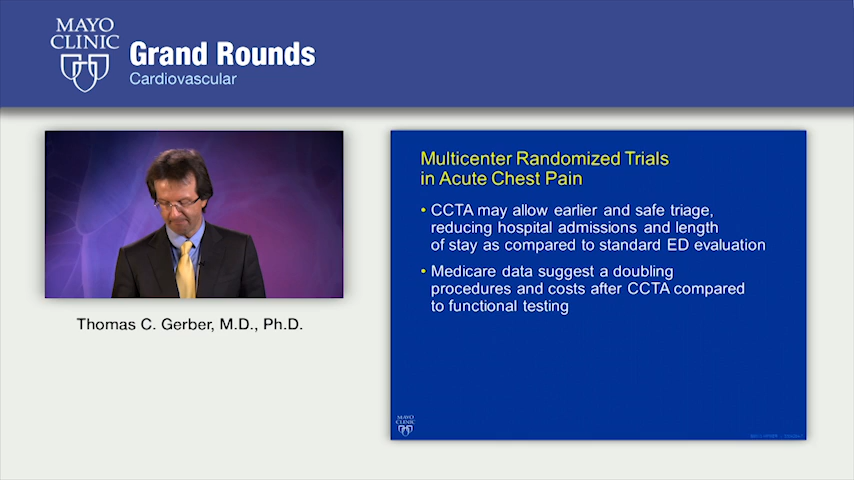 MAYO
CLINIC
Grand Rounds
Cardiovascular
Multicenter Randomized Trials
in Acute Chest Pain
• CCTA may allow earlier and safe triage,
reducing hospital admissions and length
of stay as compared to standard ED evaluation
• Medicare data suggest a doubling
procedures and costs after CCTA compared
to functional testing
Thomas C. Gerber, M.D., Ph.D.
MAYO
CLINIC